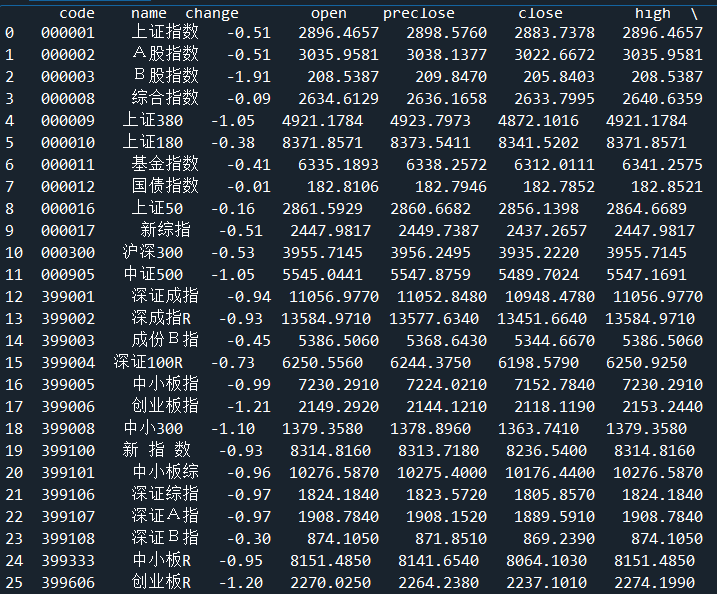 code name change open preclose close high \
0 000001 上证指数 -0.51 2896.4657 2898.5760 2883.7378 2896.4657
1 000002 Ａ股指数 -0.51 3035.9581 3038.1377 3022.6672 3035.9581
2 000003 Ｂ股指数 -1.91 208.5387 209.8470 205.8403 208.5387
3 000008 综合指数 -0.09 2634.6129 2636.1658 2633.7995 2640.6359
4 000009 上证380 -1.05 4921.1784 4923.7973 4872.1016 4921.1784
5 000010 上证180 -0.38 8371.8571 8373.5411 8341.5202 8371.8571
6 000011 基金指数 -0.41 6335.1893 6338.2572 6312.0111 6341.2575
7 000012 国债指数 -0.01 182.8106 182.7946 182.7852 182.8521
8 000016 上证50 -0.16 2861.5929 2860.6682 2856.1398 2864.6689
9 000017 新综指 -0.51 2447.9817 2449.7387 2437.2657 2447.9817
10 000300 沪深300 -0.53 3955.7145 3956.2495 3935.2220 3955.7145
11 000905 中证500 -1.05 5545.0441 5547.8759 5489.7024 5547.1691
12 399001 深证成指 -0.94 11056.9770 11052.8480 10948.4780 11056.9770
13 399002 深成指R -0.93 13584.9710 13577.6340 13451.6640 13584.9710
14 399003 成份Ｂ指 -0.45 5386.5060 5368.6430 5344.6670 5386.5060
15 399004 深证100R -0.73 6250.5560 6244.3750 6198.5790 6250.9250
16 399005 中小板指 -0.99 7230.2910 7224.0210 7152.7840 7230.2910
17 399006 创业板指 -1.21 2149.2920 2144.1210 2118.1190 2153.2440
18 399008 中小300 -1.10 1379.3580 1378.8960 1363.7410 1379.3580
19 399100 新 指 数 -0.93 8314.8160 8313.7180 8236.5400 8314.8160
20 399101 中小板综 -0.96 10276.5870 10275.4000 10176.4400 10276.5870
21 399106 深证综指 -0.97 1824.1840 1823.5720 1805.8570 1824.1840
22 399107 深证Ａ指 -0.97 1908.7840 1908.1520 1889.5910 1908.7840
23 399108 深证Ｂ指 -0.30 874.1050 871.8510 869.2390 874.1050
24 399333 中小板R -0.95 8151.4850 8141.6540 8064.1030 8151.4850
25 399606 创业板R -1.20 2270.0250 2264.2380 2237.1010 2274.1990